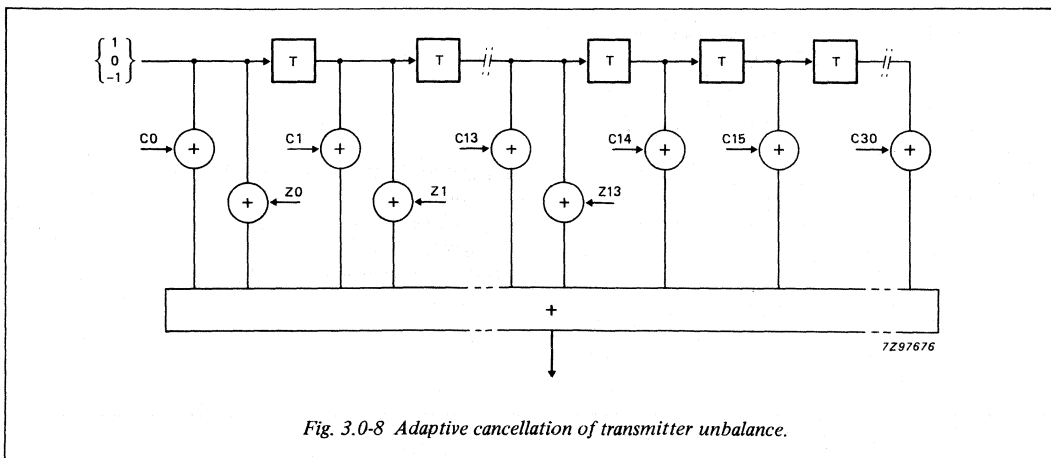 1
0
-1
T
T
T
T
T
C0
C1
C13
C14
C15
C30
+
+
+
+
+
+
Z0
Z1
Z13
+
+
+
+
7Z97676
Fig. 3.0-8 Adaptive cancellation of transmitter unbalance.